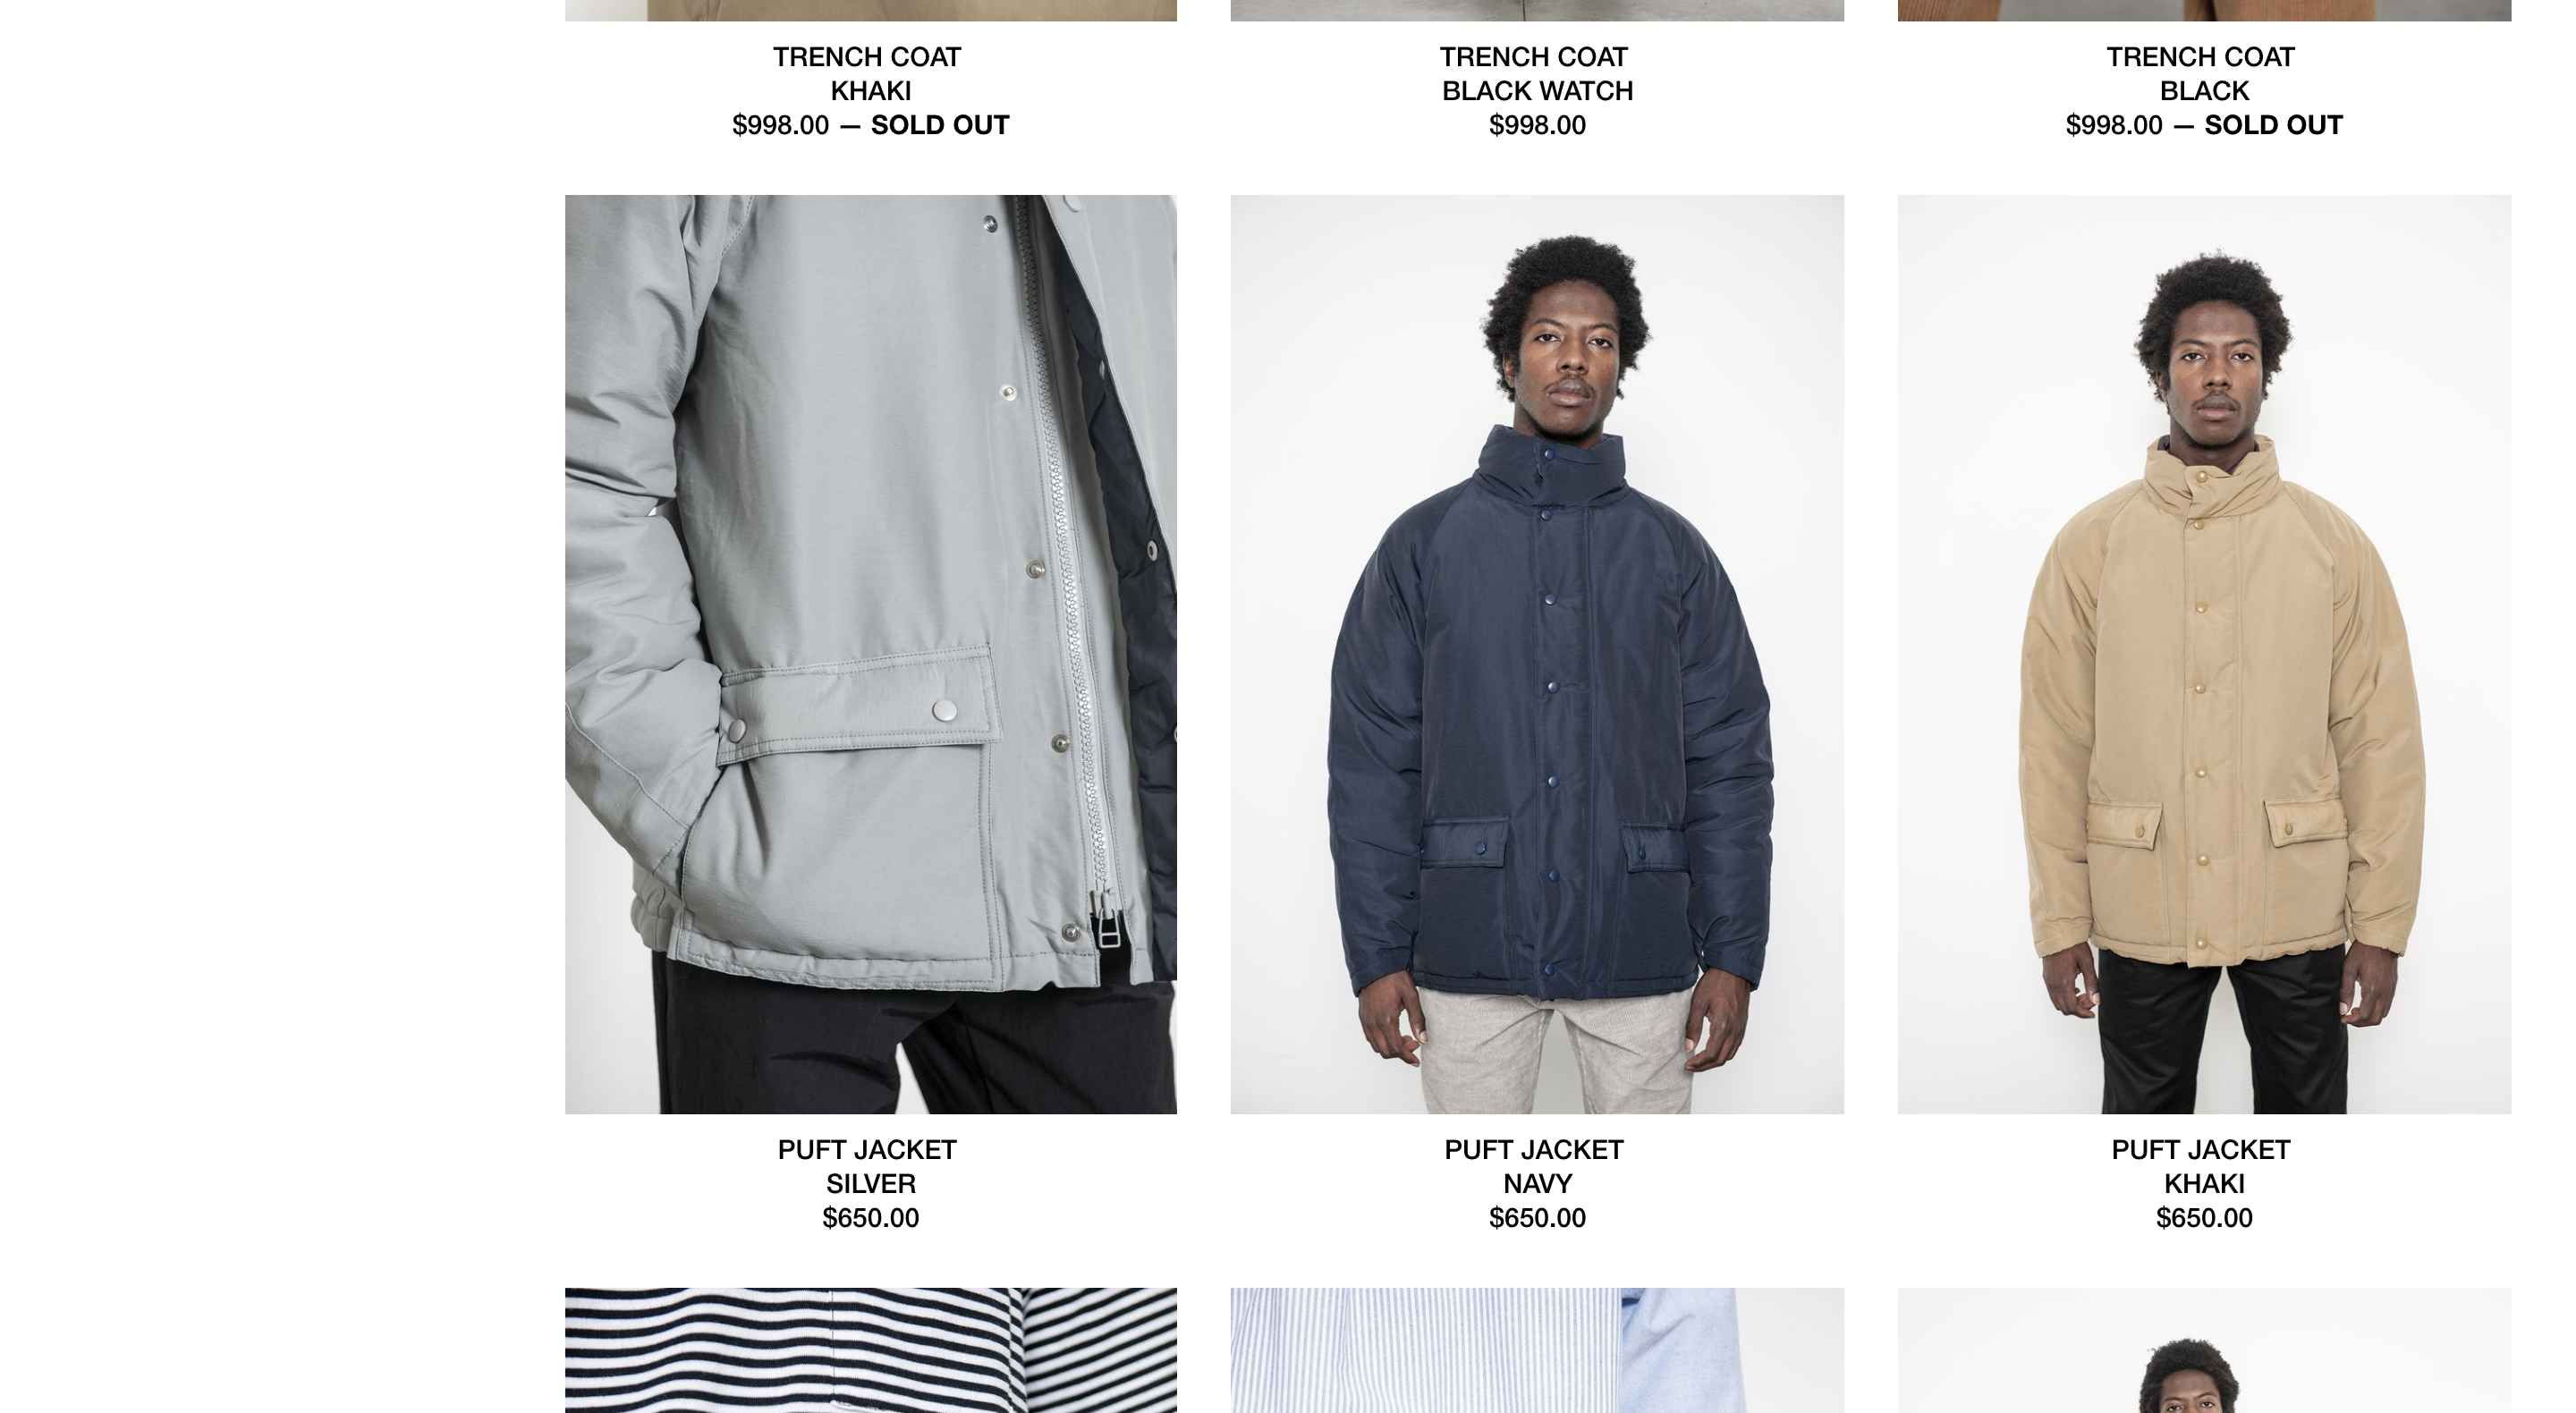 TRENCH COAT
KHAKI
$998.00 — SOLD OUT
TRENCH COAT
BLACK WATCH
$998.00
TRENCH COAT
BLACK
$998.00 — SOLD OUT
PUFT JACKET
SILVER
$650.00
PUFT JACKET
NAVY
$650.00
PUFT JACKET
KHAKI
$650.00